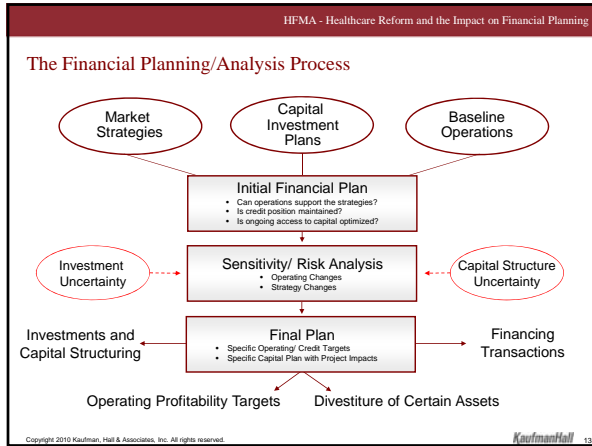 HFMA - Healthcare Reform and the Impact on Financial Planning
The Financial Planning/Analysis Process
Market
Strategies
Capital
Investment
Plans
Baseline
Operations
Initial Financial Plan
• Can operations support the strategies?
• Is credit position maintained?
• Is ongoing access to capital optimized?
Investment
Uncertainty
Sensitivity/ Risk Analysis
• Operating Changes
• Strategy Changes
Capital Structure
Uncertainty
Investments and
Capital Structuring
Final Plan
• Specific Operating/ Credit Targets
• Specific Capital Plan with Project Impacts
Financing
Transactions
Operating Profitability Targets
Divestiture of Certain Assets
Copyright 2010 Kaufman, Hall & Associates, Inc. All rights reserved.
KaufmanHall
13